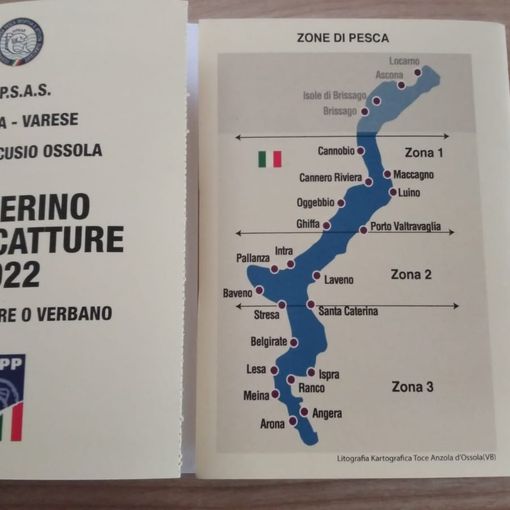 P.S.A.S.
A - VARESE
CUSIO OSSOLA
ERINO
CATTURE
022
RE O VERBANO
PP
ZONE DI PESCA
Locarno
Ascona
Isole di Brissago
Brissago
Cannobio
Zona 1
Maccagno
Cannero Riviera
Luino
Oggebbio
Ghiffa
Porto Valtravaglia
Intra
Pallanza
Zona 2
Laveno
Baveno
Stresa
Santa Caterina
Belgirate
Lesa
Ispra
Ranco
Zona 3
Meina
Angera
Arona
Litografia Kartografica Toce Anzola d'Ossola(VB)